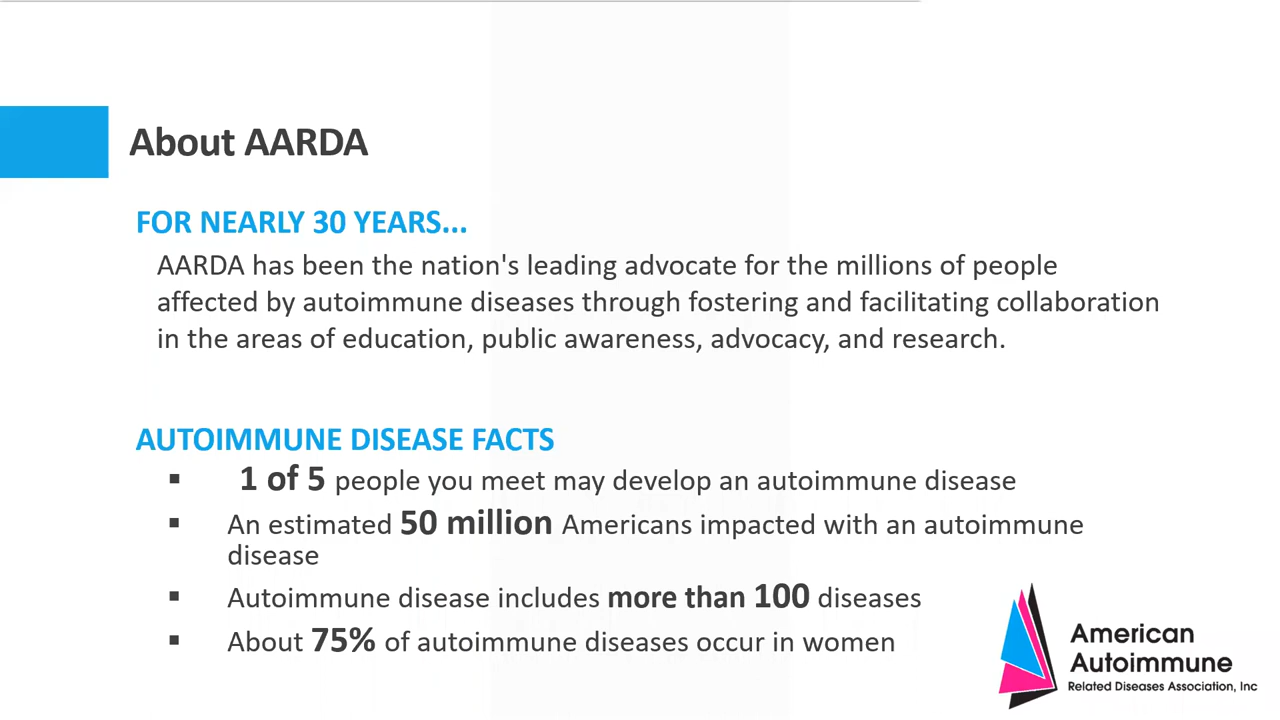 About AARDA
FOR NEARLY 30 YEARS...
AARDA has been the nation's leading advocate for the millions of people
affected by autoimmune diseases through fostering and facilitating collaboration
in the areas of education, public awareness, advocacy, and research.
AUTOIMMUNE DISEASE FACTS
▪ 1 of 5 people you meet may develop an autoimmune disease
▪ An estimated 50 million Americans impacted with an autoimmune
disease
▪ Autoimmune disease includes more than 100 diseases
▪ About 75% of autoimmune diseases occur in women
American
Autoimmune
Related Diseases Association, Inc